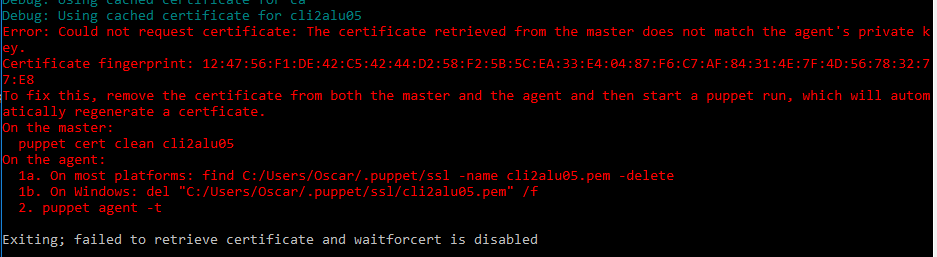 Debug: Using cached certificate for ca
Debug: Using cached certificate for cli2alu05
Error: Could not request certificate: The certificate retrieved from the master does not match the agent's private k
ey.
Certificate fingerprint: 12:47:56:F1:DE:42:C5:42:44:D2:58:F2:5B:5C:EA:33:E4:04:87:F6:C7:AF:84:31:4E:7F:4D:56:78:32:7
7:E8
To fix this, remove the certificate from both the master and the agent and then start a puppet run, which will autom
atically regenerate a certficate.
On the master:
  puppet cert clean cli2alu05
On the agent:
  1a. On most platforms: find C:/Users/Oscar/.puppet/ssl -name cli2alu05.pem -delete
  1b. On Windows: del "C:/Users/Oscar/.puppet/ssl/cli2alu05.pem" /f
  2. puppet agent -t
Exiting; failed to retrieve certificate and waitforcert is disabled